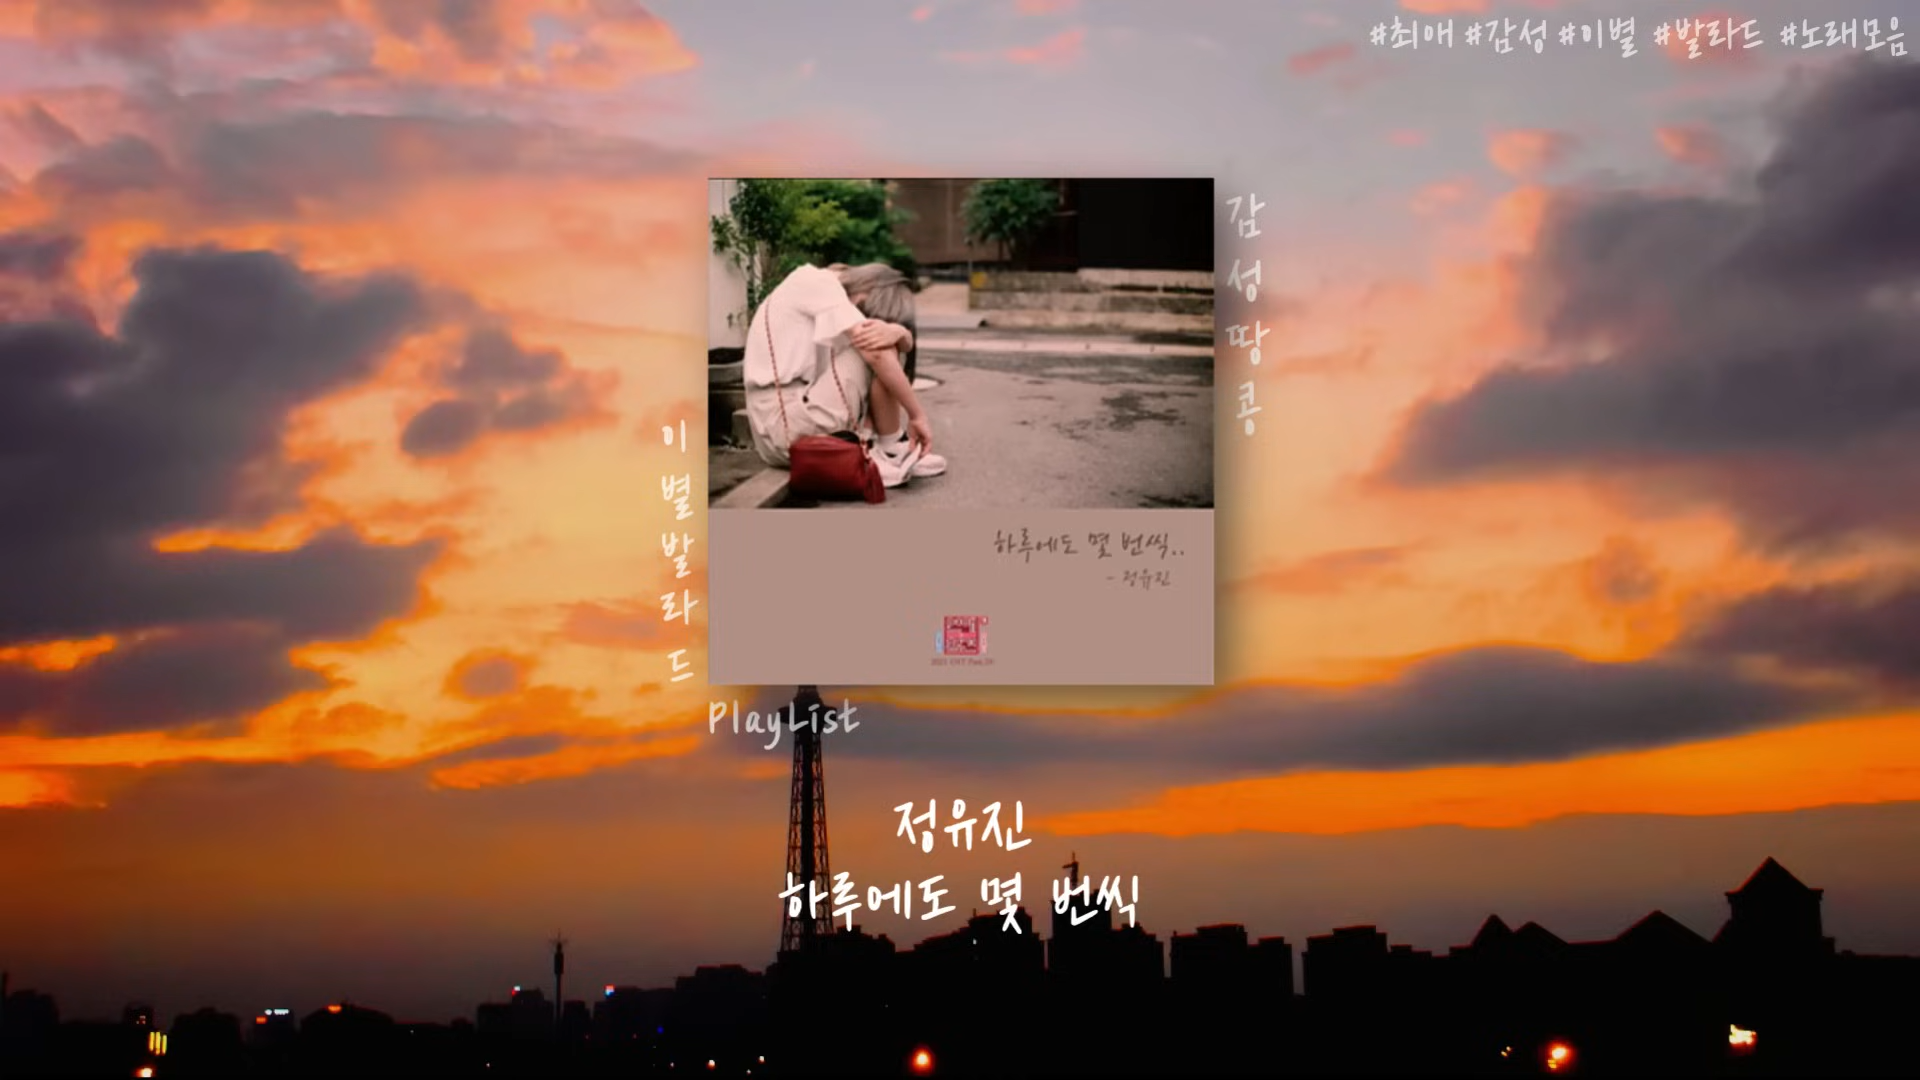 #최애 #감성 #이별 #발라드 #노래모음
감성땅콩
이별발라드
하루에도 몇 번씩..
- 정유진
PlayList
정유진
하루에도 몇 번씩